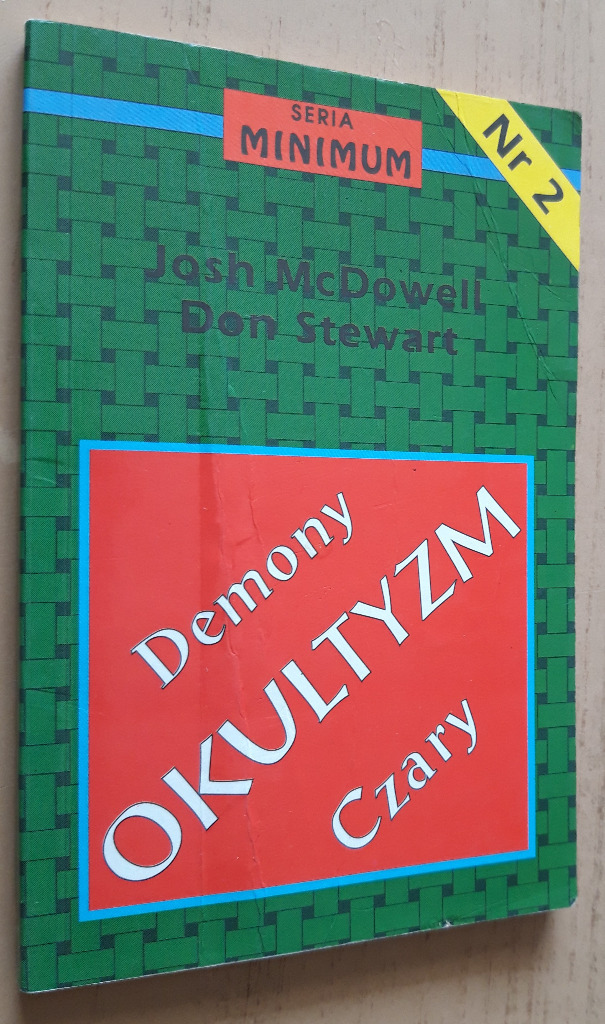 SERIA
MINIMUM
Nr 2
Josh McDowell
Don Stewart
Demony
OKULTYZM
Czary